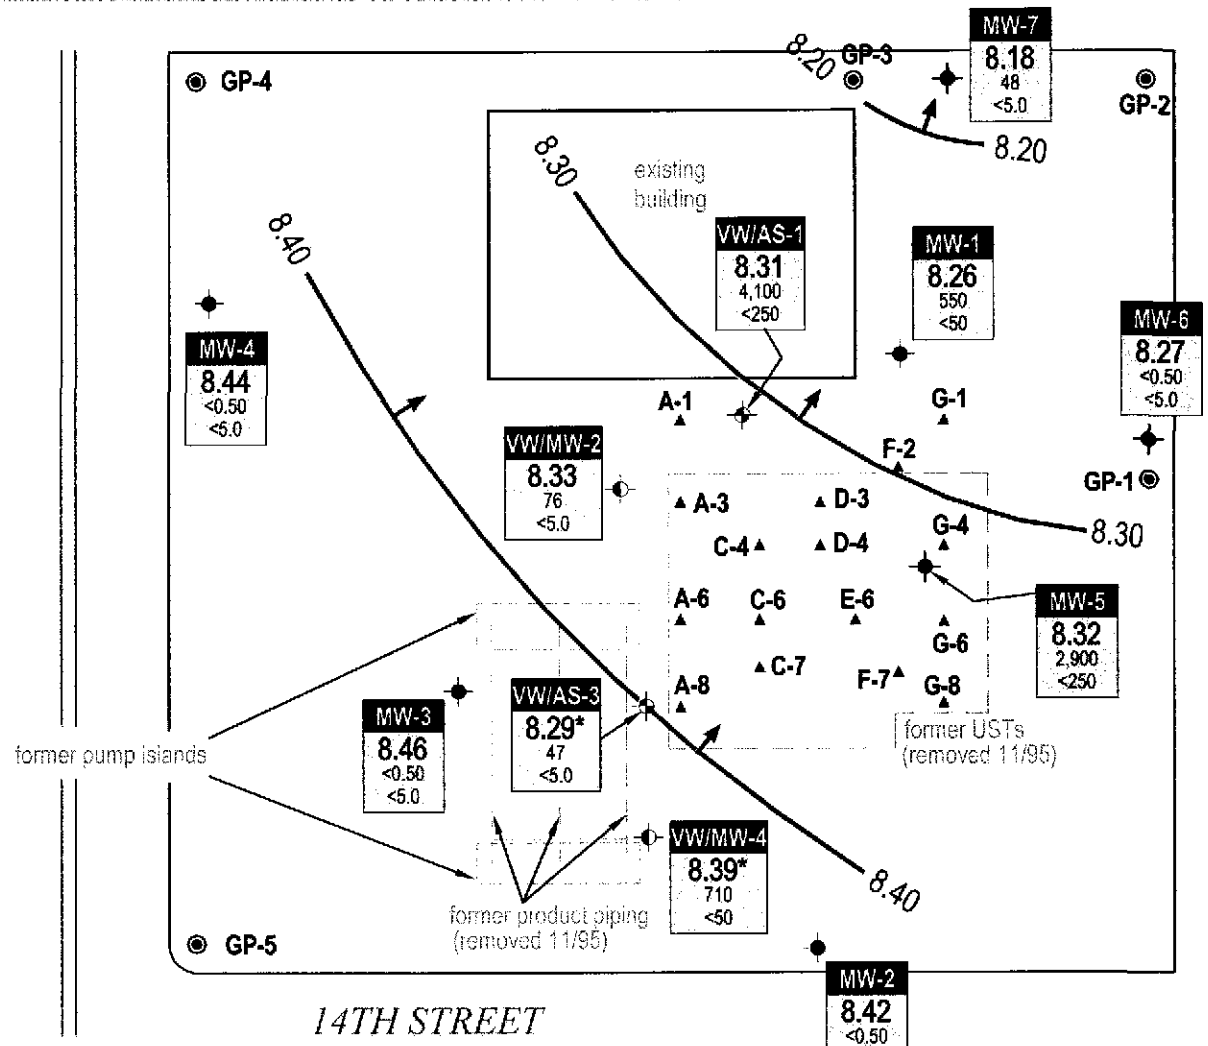 MW-7
8.18
48
<5.0
8.20
GP-3
GP-4
GP-2
8.20
8.30
existing
building
8.40
VW/AS-1
8.31
4,100
<250
MW-1
8.26
550
<50
MW-6
8.27
<0.50
<5.0
MW-4
8.44
<0.50
<5.0
A-1
G-1
VW/MW-2
8.33
76
<5.0
F-2
GP-1
A-3
D-3
G-4
8.30
C-4
D-4
A-6
C-6
E-6
MW-5
8.32
2,900
<250
G-6
C-7
F-7
A-8
G-8
VW/AS-3
8.29*
47
<5.0
MW-3
8.46
<0.50
<5.0
former USTs
(removed 11/95)
former pump islands
VW/MW-4
8.39*
710
<50
8.40
former product piping
(removed 11/95)
GP-5
MW-2
8.42
<0.50
14TH STREET